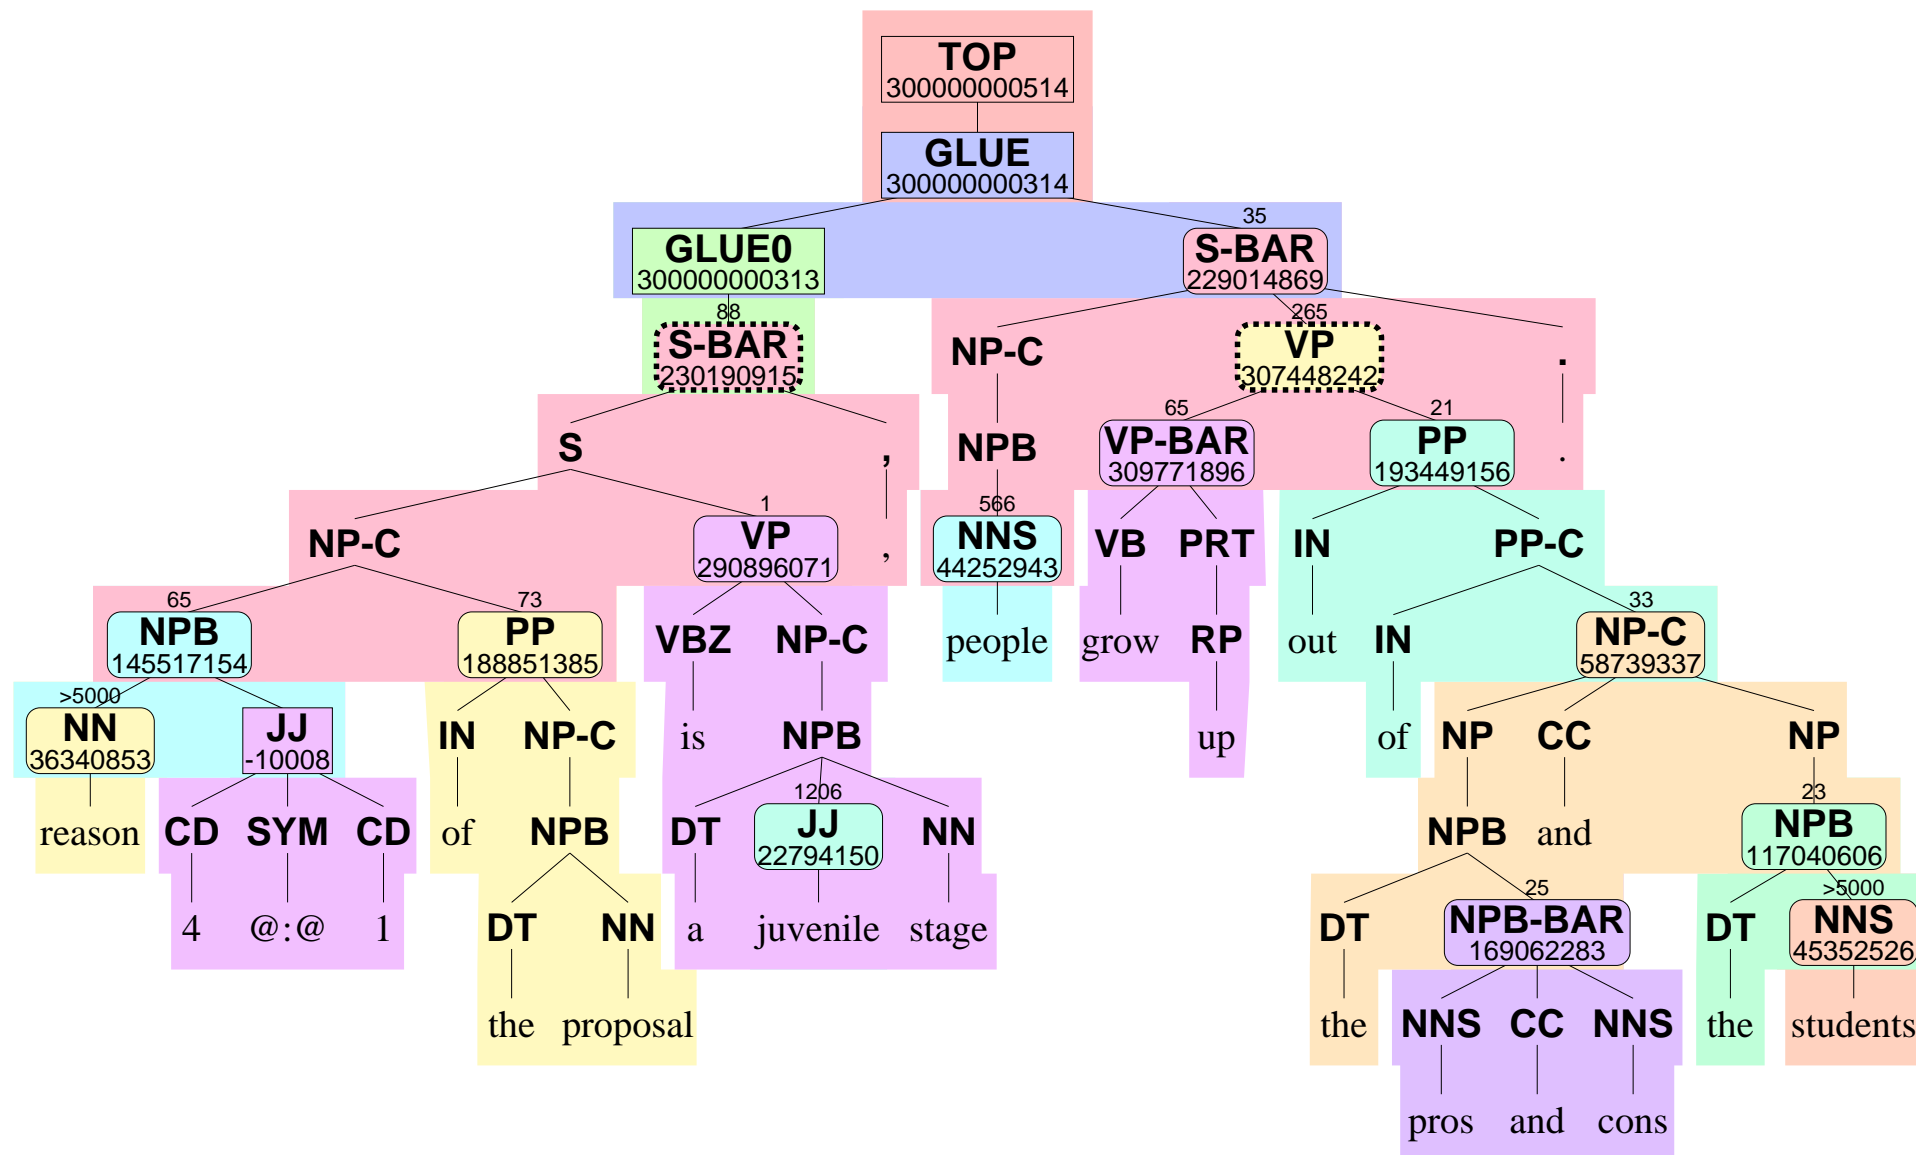 TOP
300000000514
GLUE
300000000314
35
GLUE0 S-BAR
300000000313 229014869
88 265
S-BAR NP-C VP .
230190915 307448242
65 21
S , NPB VP-BAR PP .
309771896 193449156
1 566
NP-C VP , NNS VB PRT IN PP-C
290896071 44252943
65 73 33
NPB PP VBZ NP-C people grow RP out IN NP-C
145517154 188851385 58739337
>5000
NN JJ IN NP-C is NPB up of NP CC NP
36340853 -10008
1206 23
reason CD SYM CD of NPB DT JJ NN NPB and NPB
22794150 117040606
25 >5000
4 @:@ 1 DT NN a juvenile stage DT NPB-BAR DT NNS
169062283 45352526
the proposal the NNS CC NNS the students
pros and cons